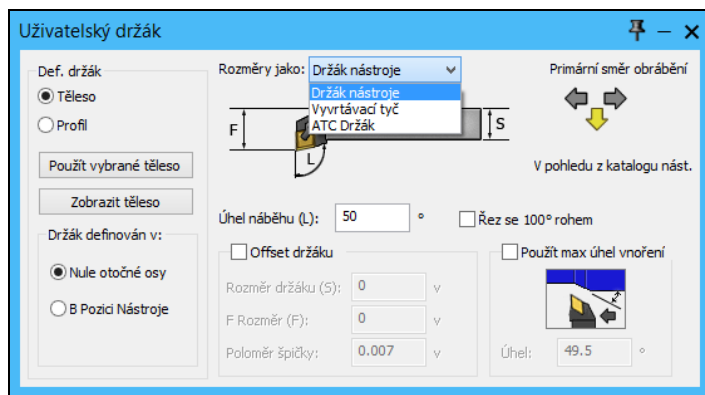 Uživatelský držák
Def. držák
Těleso
Profil
Použít vybrané těleso
Zobrazit těleso
Držák definován v:
Nule otočné osy
B Pozici Nástroje
Rozměry jako: Držák nástroje
Držák nástroje
Vyvrtávací tyč
ATC Držák
F
S
L
Primární směr obrábění
V pohledu z katalogu nást.
Úhel náběhu (L): 50 °
Řez se 100° rohem
Offset držáku
Rozměr držáku (S): 0 v
F Rozměr (F): 0 v
Poloměr špičky: 0.007 v
Použít max úhel vnoření
Úhel: 49.5 °